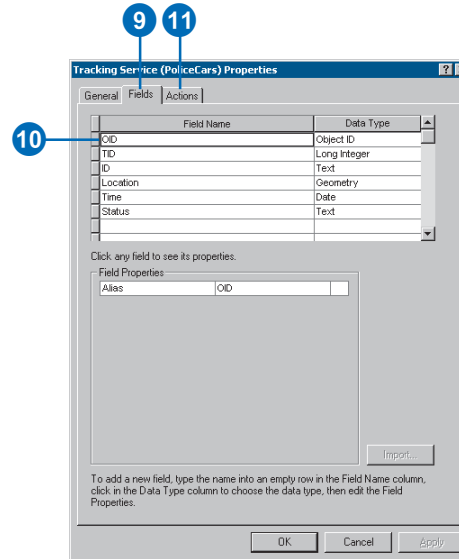 9 11
Tracking Service (PoliceCars) Properties ?
General Fields Actions
Field Name Data Type
10
OID Object ID
TID Long Integer
ID Text
Location Geometry
Time Date
Status Text
Click any field to see its properties.
Field Properties
Alias OID
Import...
To add a new field, type the name into an empty row in the Field Name column,
click in the Data Type column to choose the data type, then edit the Field
Properties.
OK Cancel Apply